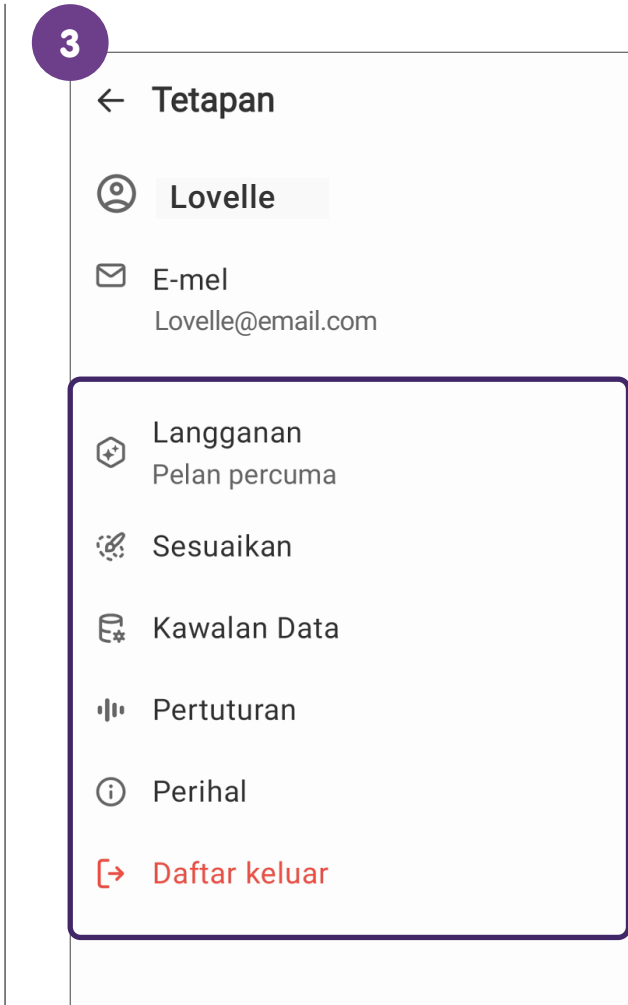 3
Tetapan
Lovelle
E-mel
Lovelle@email.com
Langganan
Pelan percuma
Sesuaikan
Kawalan Data
Pertuturan
Perihal
Daftar keluar